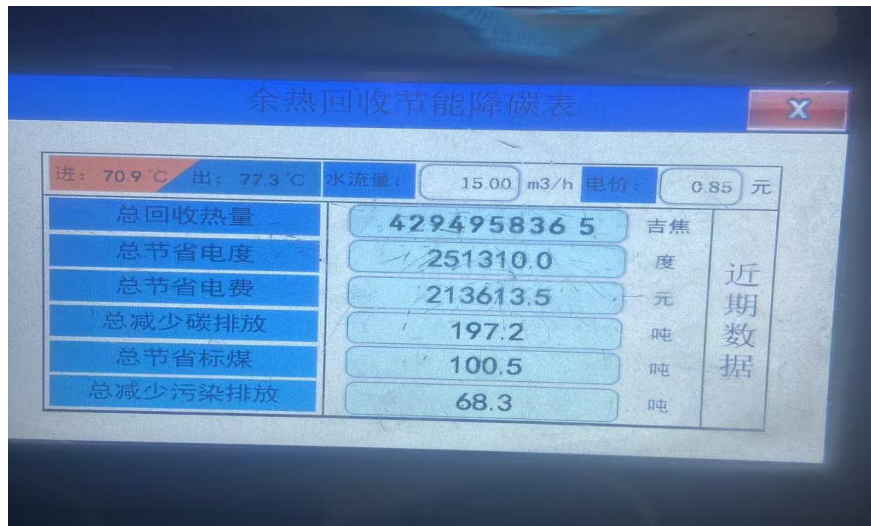 余热回收节能降碳表
X
进: 70.9 ℃ 出: 77.3 ℃ 水流量: 15.00 m3/h 电价: 0.85 元
总回收热量 429495836 5 吉焦
总节省电度 251310.0 度
总节省电费 213613.5 元
总减少碳排放 197.2 吨
总节省标煤 100.5 吨
总减少污染排放 68.3 吨
近期数据